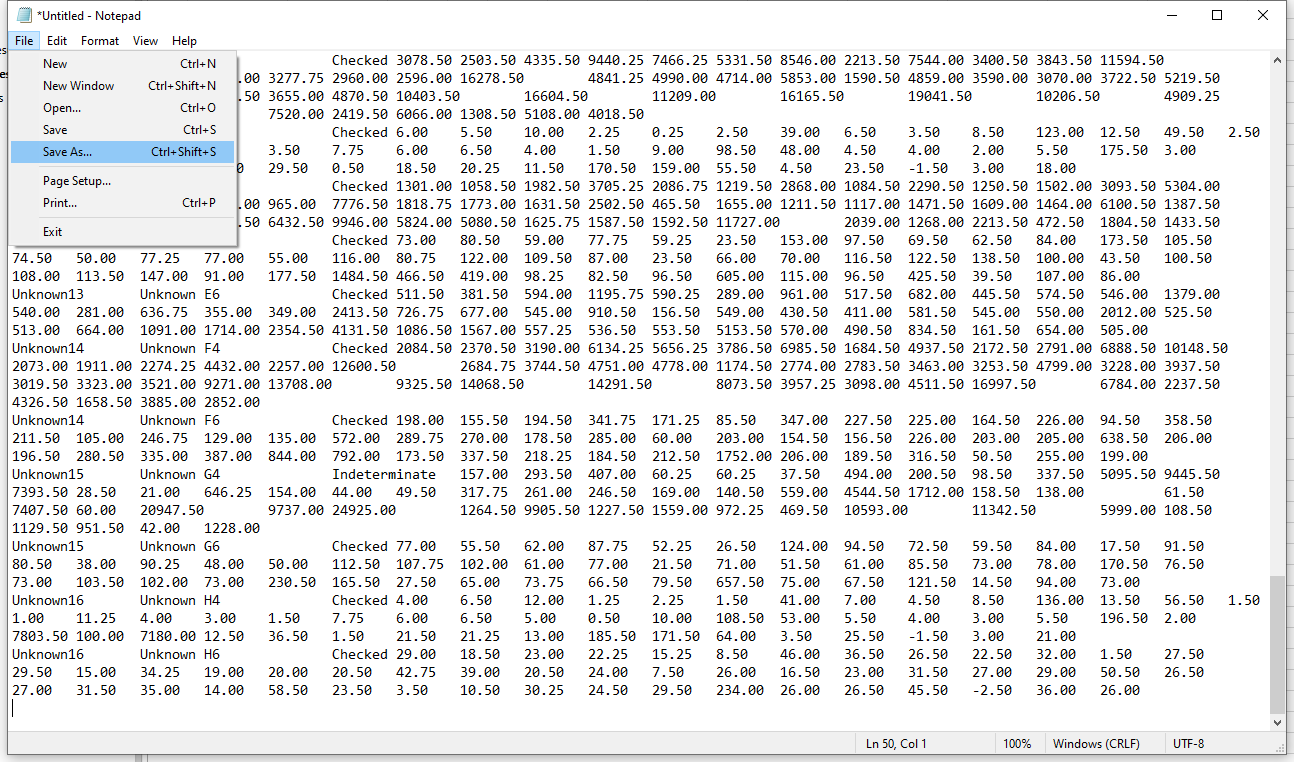 *Untitled - Notepad
File Edit Format View Help
New Ctrl+N
New Window Ctrl+Shift+N
Open... Ctrl+O
Save Ctrl+S
Save As... Ctrl+Shift+S
Page Setup...
Print... Ctrl+P
Exit
Checked 3078.50 2503.50 4335.50 9440.25 7466.25 5331.50 8546.00 2213.50 7544.00 3400.50 3843.50 11594.50
.00 3277.75 2960.00 2596.00 16278.50 4841.25 4990.00 4714.00 5853.00 1590.50 4859.00 3590.00 3070.00 3722.50 5219.50
.50 3655.00 4870.50 10403.50 16604.50 11209.00 16165.50 19041.50 10206.50 4909.25
7520.00 2419.50 6066.00 1308.50 5108.00 4018.50
Checked 6.00 5.50 10.00 2.25 0.25 2.50 39.00 6.50 3.50 8.50 123.00 12.50 49.50 2.50
3.50 7.75 6.00 6.50 4.00 1.50 9.00 98.50 48.00 4.50 4.00 2.00 5.50 175.50 3.00
0 29.50 0.50 18.50 20.25 11.50 170.50 159.00 55.50 4.50 23.50 -1.50 3.00 18.00
Checked 1301.00 1058.50 1982.50 3705.25 2086.75 1219.50 2868.00 1084.50 2290.50 1250.50 1502.00 3093.50 5304.00
.00 965.00 7776.50 1818.75 1773.00 1631.50 2502.50 465.50 1655.00 1211.50 1117.00 1471.50 1609.00 1464.00 6100.50 1387.50
.50 6432.50 9946.00 5824.00 5080.50 1625.75 1587.50 1592.50 11727.00 2039.00 1268.00 2213.50 472.50 1804.50 1433.50
Checked 73.00 80.50 59.00 77.75 59.25 23.50 153.00 97.50 69.50 62.50 84.00 173.50 105.50
74.50 50.00 77.25 77.00 55.00 116.00 80.75 122.00 109.50 87.00 23.50 66.00 70.00 116.50 122.50 138.50 100.00 43.50 100.50
108.00 113.50 147.00 91.00 177.50 1484.50 466.50 419.00 98.25 82.50 96.50 605.00 115.00 96.50 425.50 39.50 107.00 86.00
Unknown13 Unknown E6 Checked 511.50 381.50 594.00 1195.75 590.25 289.00 961.00 517.50 682.00 445.50 574.50 546.00 1379.00
540.00 281.00 636.75 355.00 349.00 2413.50 726.75 677.00 545.00 910.50 156.50 549.00 430.50 411.00 581.50 545.00 550.00 2012.00 525.50
513.00 664.00 1091.00 1714.00 2354.50 4131.50 1086.50 1567.00 557.25 536.50 553.50 5153.50 570.00 490.50 834.50 161.50 654.00 505.00
Unknown14 Unknown F4 Checked 2084.50 2370.50 3190.00 6134.25 5656.25 3786.50 6985.50 1684.50 4937.50 2172.50 2791.00 6888.50 10148.50
2073.00 1911.00 2274.25 4432.00 2257.00 12600.50 2684.75 3744.50 4751.00 4778.00 1174.50 2774.00 2783.50 3463.00 3253.50 4799.00 3228.00 3937.50
3019.50 3323.00 3521.00 9271.00 13708.00 9325.50 14068.50 14291.50 8073.50 3957.25 3098.00 4511.50 16997.50 6784.00 2237.50
4326.50 1658.50 3885.00 2852.00
Unknown14 Unknown F6 Checked 198.00 155.50 194.50 341.75 171.25 85.50 347.00 227.50 225.00 164.50 226.00 94.50 358.50
211.50 105.00 246.75 129.00 135.00 572.00 289.75 270.00 178.50 285.00 60.00 203.00 154.50 156.50 226.00 203.00 205.00 638.50 206.00
196.50 280.50 335.00 387.00 844.00 792.00 173.50 337.50 218.25 184.50 212.50 1752.00 206.00 189.50 316.50 50.50 255.00 199.00
Unknown15 Unknown G4 Indeterminate 157.00 293.50 407.00 60.25 60.25 37.50 494.00 200.50 98.50 337.50 5095.50 9445.50
7393.50 28.50 21.00 646.25 154.00 44.00 49.50 317.75 261.00 246.50 169.00 140.50 559.00 4544.50 1712.00 158.50 138.00 61.50
7407.50 60.00 20947.50 9737.00 24925.00 1264.50 9905.50 1227.50 1559.00 972.25 469.50 10593.00 11342.50 5999.00 108.50
1129.50 951.50 42.00 1228.00
Unknown15 Unknown G6 Checked 77.00 55.50 62.00 87.75 52.25 26.50 124.00 94.50 72.50 59.50 84.00 17.50 91.50
80.50 38.00 90.25 48.00 50.00 112.50 107.75 102.00 61.00 77.00 21.50 71.00 51.50 61.00 85.50 73.00 78.00 170.50 76.50
73.00 103.50 102.00 73.00 230.50 165.50 27.50 65.00 73.75 66.50 79.50 657.50 75.00 67.50 121.50 14.50 94.00 73.00
Unknown16 Unknown H4 Checked 4.00 6.50 12.00 1.25 2.25 1.50 41.00 7.00 4.50 8.50 136.00 13.50 56.50 1.50
1.00 11.25 4.00 3.00 1.50 7.75 6.00 6.50 5.00 0.50 10.00 108.50 53.00 5.50 4.00 3.00 5.50 196.50 2.00
7803.50 100.00 7180.00 12.50 36.50 1.50 21.50 21.25 13.00 185.50 171.50 64.00 3.50 25.50 -1.50 3.00 21.00
Unknown16 Unknown H6 Checked 29.00 18.50 23.00 22.25 15.25 8.50 46.00 36.50 26.50 22.50 32.00 1.50 27.50
29.50 15.00 34.25 19.00 20.00 20.50 42.75 39.00 20.50 24.00 7.50 26.00 16.50 23.00 31.50 27.00 29.00 50.50 26.50
27.00 31.50 35.00 14.00 58.50 23.50 3.50 10.50 30.25 24.50 29.50 234.00 26.00 26.50 45.50 -2.50 36.00 26.00
Ln 50, Col 1 100% Windows (CRLF) UTF-8